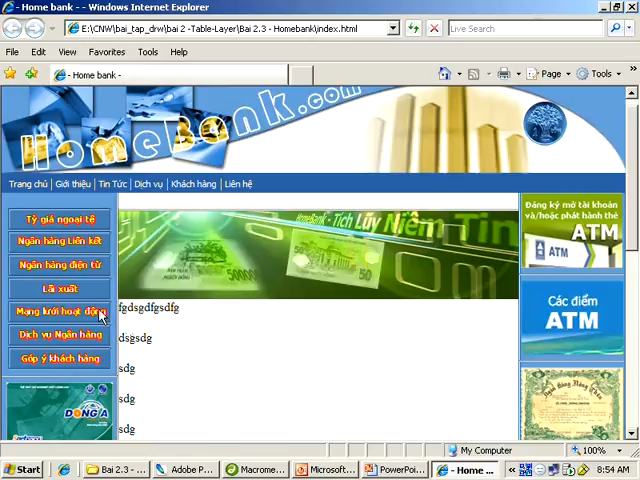 - Home bank - - Windows Internet Explorer
E:\CNW\bai_tap_drw\bai 2 -Table-Layer\Bai 2.3 - Homebank\index.html
Live Search
File Edit View Favorites Tools Help
- Home bank -
Page Tools
HomeBank.com
Trang chủ | Giới thiệu | Tin Tức | Dịch vụ | Khách hàng | Liên hệ
Tỷ giá ngoại tệ
Ngân hàng Liên kết
Ngân hàng điện tử
Lãi xuất
Mạng lưới hoạt động
Dịch vụ Ngân hàng
Góp ý khách hàng
DONGA
HomeBank - Tích Lũy Niềm Tin
50
fgdsgdfgsdfg
dsgsdg
sdg
sdg
sdg
Đăng ký mở tài khoản
và/hoặc phát hành thẻ
ATM
ATM
Các điểm
ATM
My Computer
100%
Start
Bai 2.3 - ...
Adobe P...
Macrome...
Microsoft...
PowerPoi...
- Home ...
8:54 AM